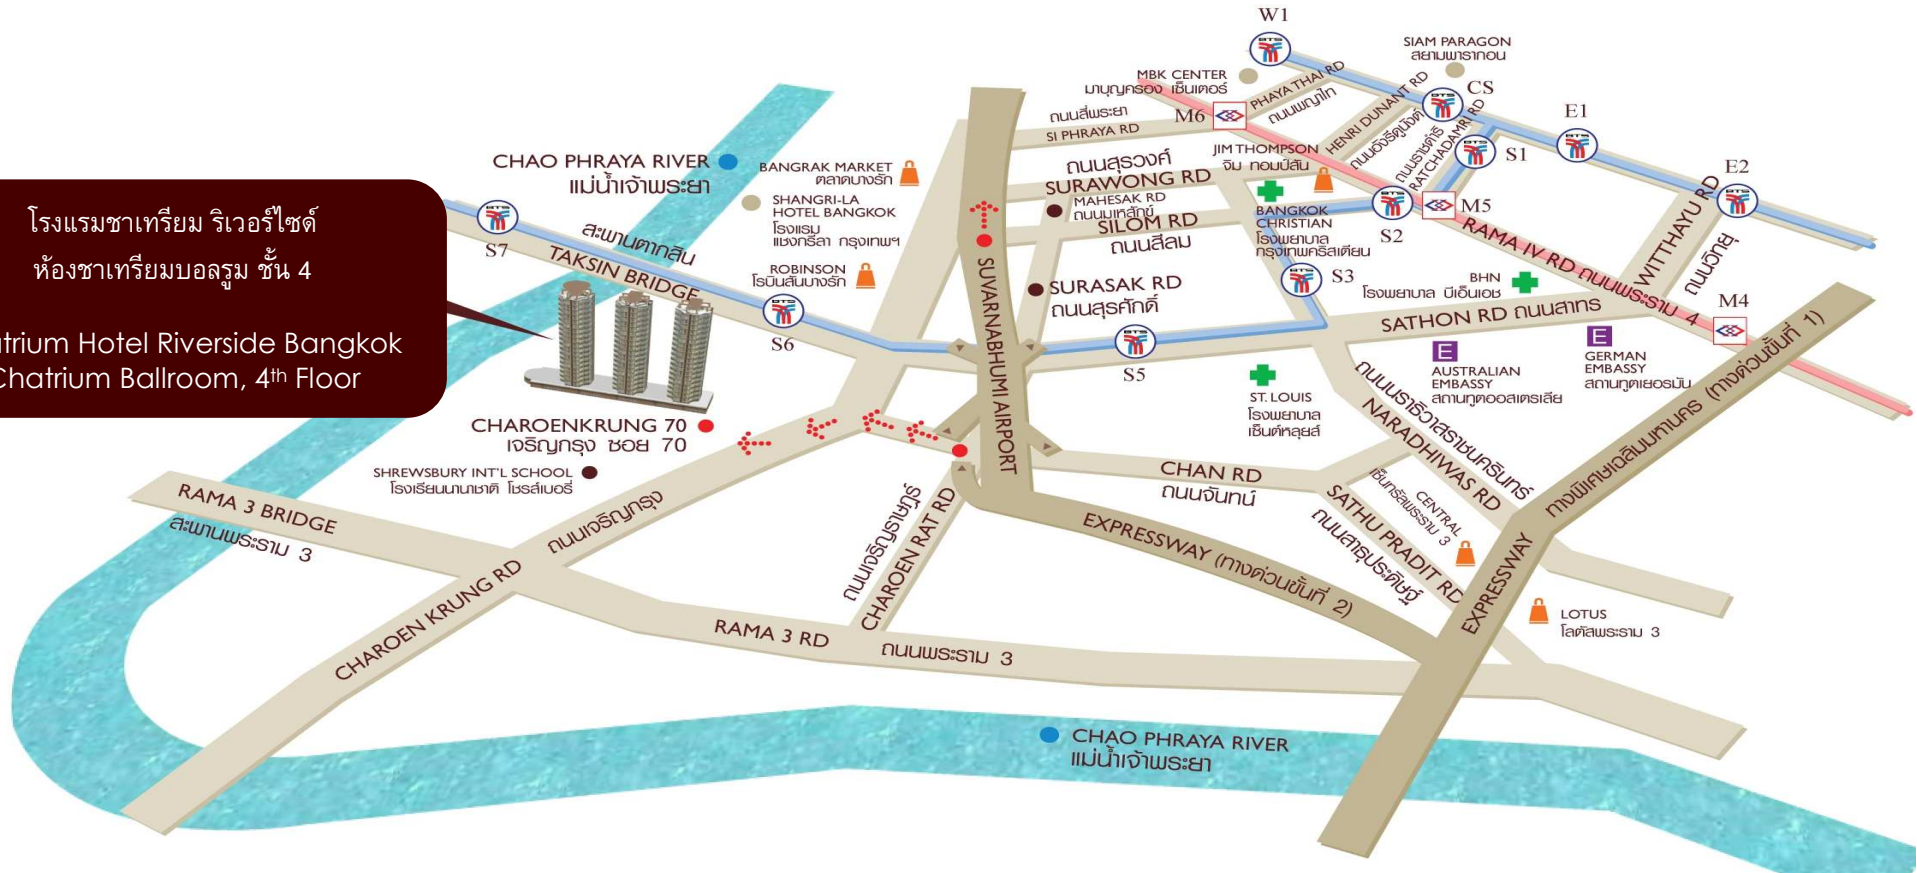 W1
SIAM PARAGON
สยามพารากอน
MBK CENTER
มาบุญครอง เซ็นเตอร์
PHAYA THAI RD
ถนนพญาไท
HENRI DUNANT RD
ถนนอังรีดูนังต์
CS
RATCHADAMRI RD
ถนนราชดำริ
E1
M6
S1
E2
ถนนสี่พระยา
SI PHRAYA RD
CHAO PHRAYA RIVER
แม่น้ำเจ้าพระยา
BANGRAK MARKET
ตลาดบางรัก
ถนนสุรวงศ์
SURAWONG RD
JIM THOMPSON
จิม ทอมป์สัน
SHANGRI-LA
HOTEL BANGKOK
โรงแรม
แชงกรีลา กรุงเทพฯ
MAHESAK RD
ถนนมเหสักข์
SILOM RD
ถนนสีลม
BANGKOK
CHRISTIAN
โรงพยาบาล
กรุงเทพคริสเตียน
S2
M5
RAMA IV RD ถนนพระราม 4
WITTHAYU RD
ถนนวิทยุ
โรงแรมชาเทรียม ริเวอร์ไซด์
ห้องชาเทรียมบอลรูม ชั้น 4
atrium Hotel Riverside Bangkok
Chatrium Ballroom, 4th Floor
S7
สะพานตากสิน
TAKSIN BRIDGE
ROBINSON
โรบินสันบางรัก
SUVARNABHUMI AIRPORT
SURASAK RD
ถนนสุรศักดิ์
S3
BHN
โรงพยาบาล บีเอ็นเอช
M4
S6
S5
SATHON RD ถนนสาทร
AUSTRALIAN
EMBASSY
สถานทูตออสเตรเลีย
GERMAN
EMBASSY
สถานทูตเยอรมัน
ST. LOUIS
โรงพยาบาล
เซ็นต์หลุยส์
CHAROENKRUNG 70
เจริญกรุง ซอย 70
SHREWSBURY INT'L SCHOOL
โรงเรียนนานาชาติ โชรส์เบอรี่
ถนนนราธิวาสราชนครินทร์
NARADHIWAS RD
CHAN RD
ถนนจันทน์
CENTRAL
เซ็นทรัลพระราม 3
SATHU PRADIT RD
ถนนสาธุประดิษฐ์
EXPRESSWAY ทางพิเศษเฉลิมมหานคร (ทางด่วนขั้นที่ 1)
RAMA 3 BRIDGE
สะพานพระราม 3
CHAROEN KRUNG RD
ถนนเจริญกรุง
ถนนเจริญราษฎร์
CHAROEN RAT RD
EXPRESSWAY (ทางด่วนขั้นที่ 2)
LOTUS
โลตัสพระราม 3
RAMA 3 RD ถนนพระราม 3
CHAO PHRAYA RIVER
แม่น้ำเจ้าพระยา